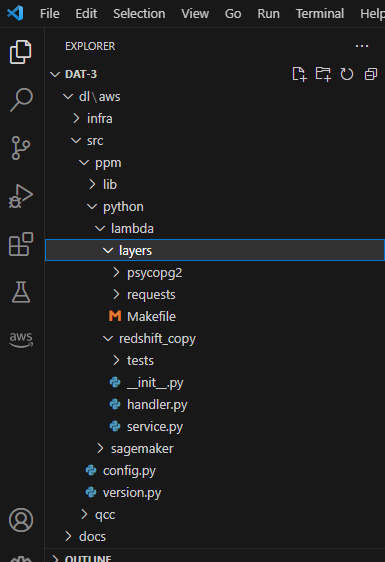 File Edit Selection View Go Run Terminal Help
EXPLORER
DAT-3
dl\aws
infra
src
ppm
lib
python
lambda
layers
psycopg2
requests
Makefile
redshift_copy
tests
__init__.py
handler.py
service.py
sagemaker
config.py
version.py
qcc
docs
OUTLINE
aws